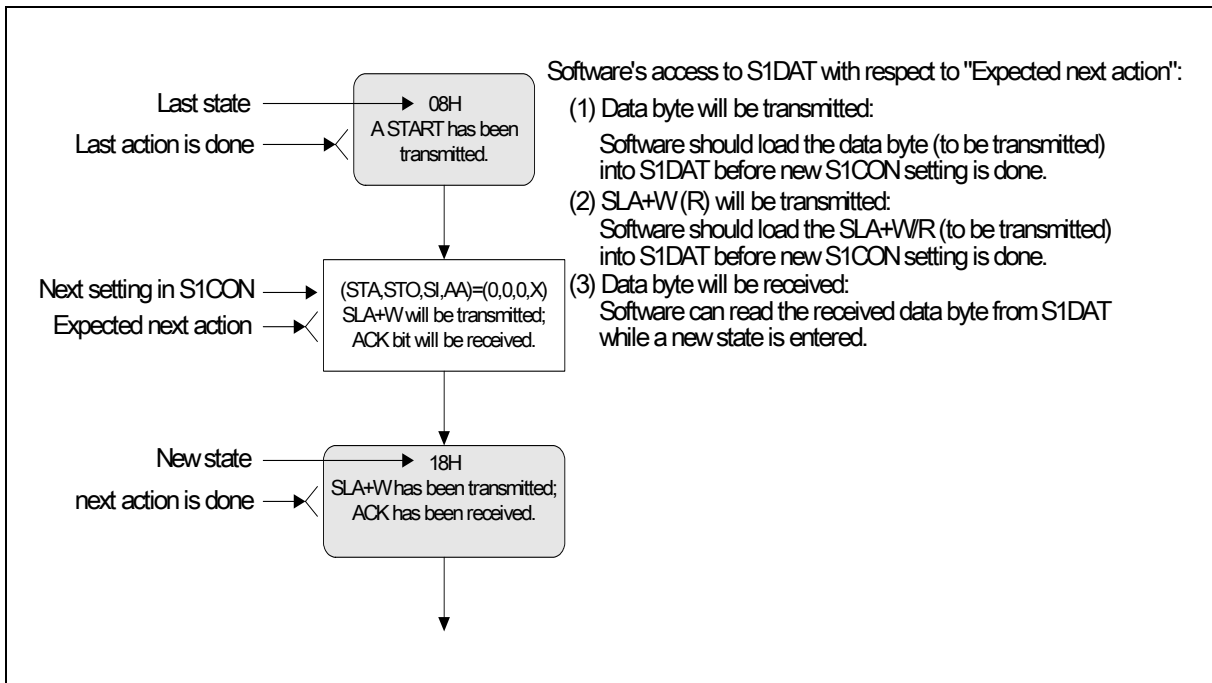 Last state
Last action is done
08H
A START has been
transmitted.
Next setting in S1CON
Expected next action
(STA,STO,SI,AA)=(0,0,0,X)
SLA+W will be transmitted;
ACK bit will be received.
New state
next action is done
18H
SLA+W has been transmitted;
ACK has been received.
Software's access to S1DAT with respect to "Expected next action":
(1) Data byte will be transmitted:
Software should load the data byte (to be transmitted)
into S1DAT before new S1CON setting is done.
(2) SLA+W (R) will be transmitted:
Software should load the SLA+W/R (to be transmitted)
into S1DAT before new S1CON setting is done.
(3) Data byte will be received:
Software can read the received data byte from S1DAT
while a new state is entered.